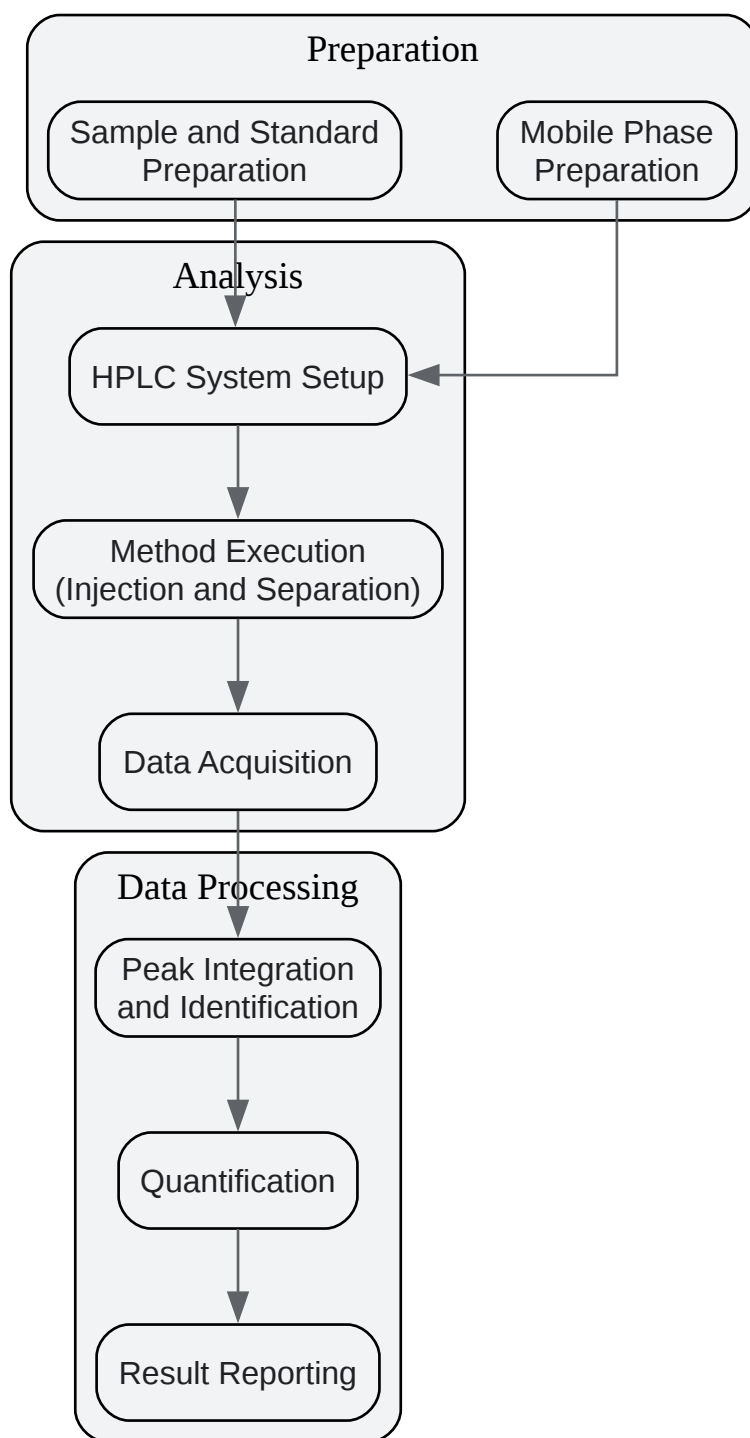 Preparation
Sample and Standard
Preparation
Mobile Phase
Preparation
Analysis
HPLC System Setup
Method Execution
(Injection and Separation)
Data Acquisition
Data Processing
Peak Integration
and Identification
Quantification
Result Reporting